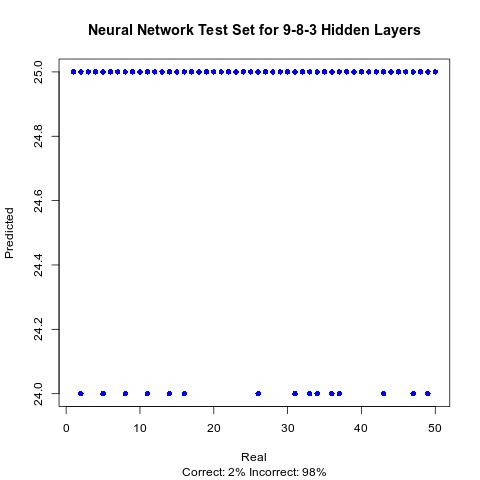 Neural Network Test Set for 9-8-3 Hidden Layers
Predicted
25.0
24.8
24.6
24.4
24.2
24.0
0 10 20 30 40 50
Real
Correct: 2% Incorrect: 98%